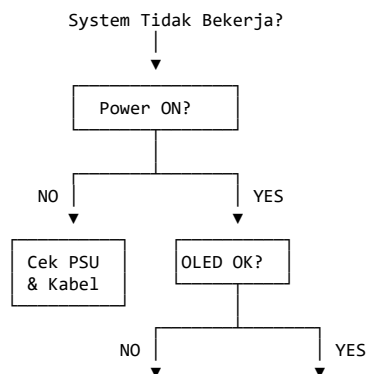 System Tidak Bekerja?
Power ON?
NO YES
Cek PSU OLED OK?
& Kabel
NO YES